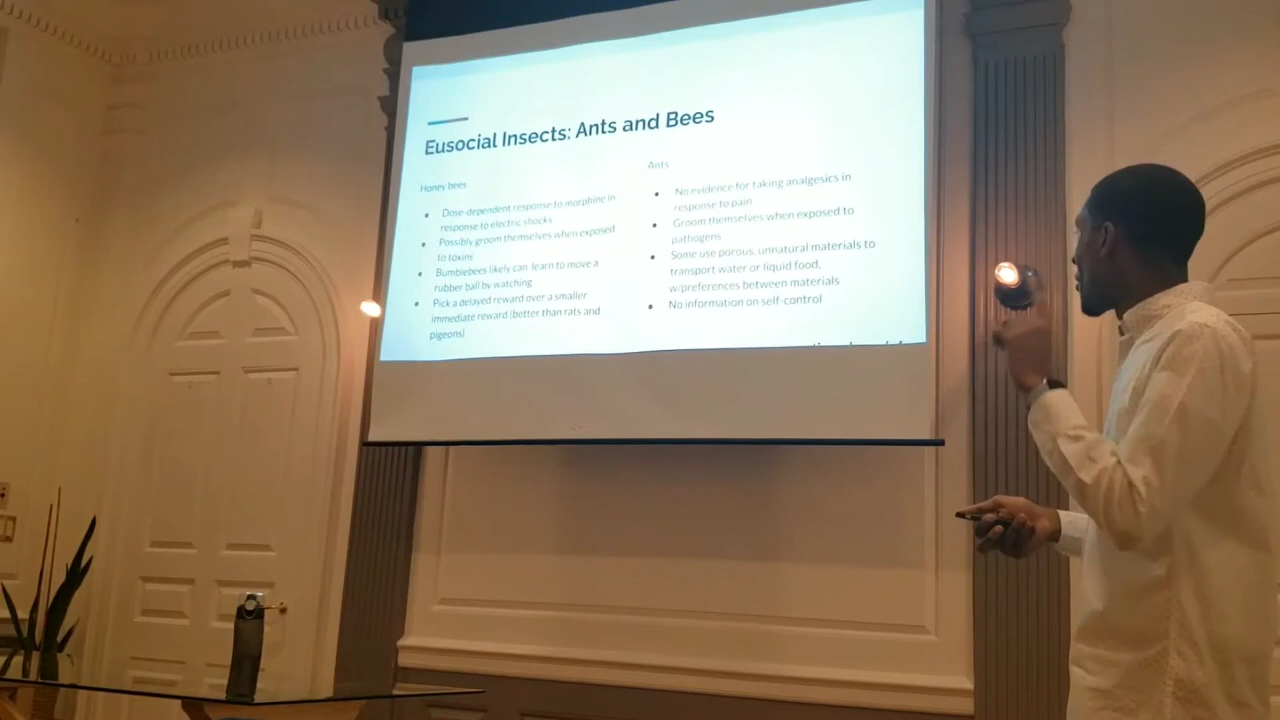 Eusocial Insects: Ants and Bees
Honey bees
Dose-dependent response to morphine in
response to electric shocks
Possibly groom themselves when exposed
to toxins
Bumblebees likely can learn to move a
rubber ball by watching
Pick a delayed reward over a smaller
immediate reward (better than rats and
pigeons)
Ants
No evidence for taking analgesics in
response to pain
Groom themselves when exposed to
pathogens
Some use porous, unnatural materials to
transport water or liquid food,
w/preferences between materials
No information on self-control